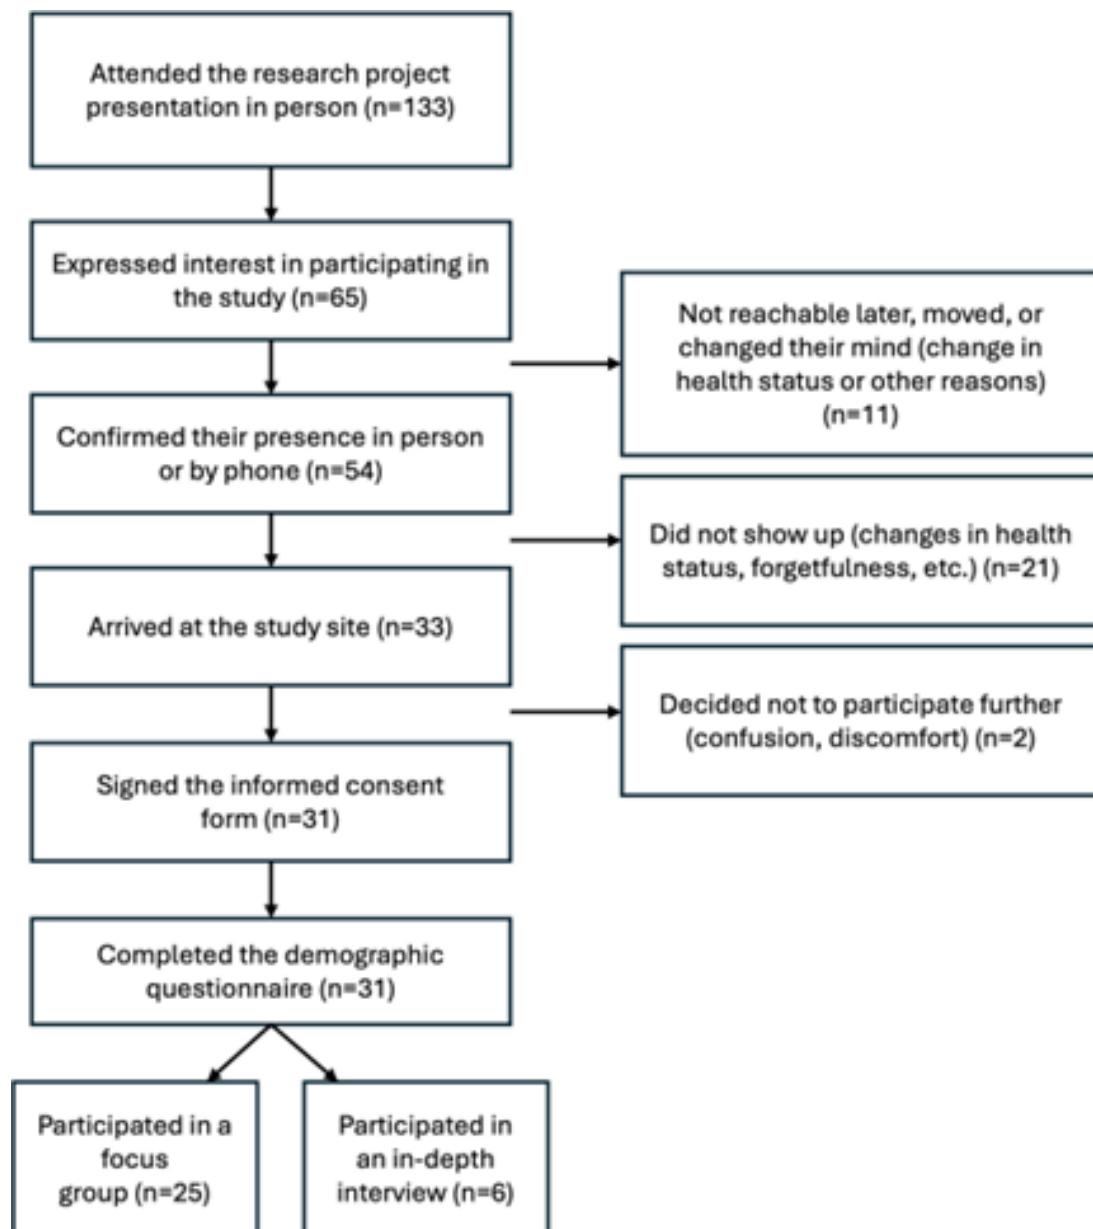 Attended the research project
presentation in person (n=133)
Expressed interest in participating in
the study (n=65)
Not reachable later, moved, or
changed their mind (change in
health status or other reasons)
(n=11)
Confirmed their presence in person
or by phone (n=54)
Did not show up (changes in health
status, forgetfulness, etc.) (n=21)
Arrived at the study site (n=33)
Decided not to participate further
(confusion, discomfort) (n=2)
Signed the informed consent
form (n=31)
Completed the demographic
questionnaire (n=31)
Participated in a
focus
group (n=25)
Participated in
an in-depth
interview (n=6)